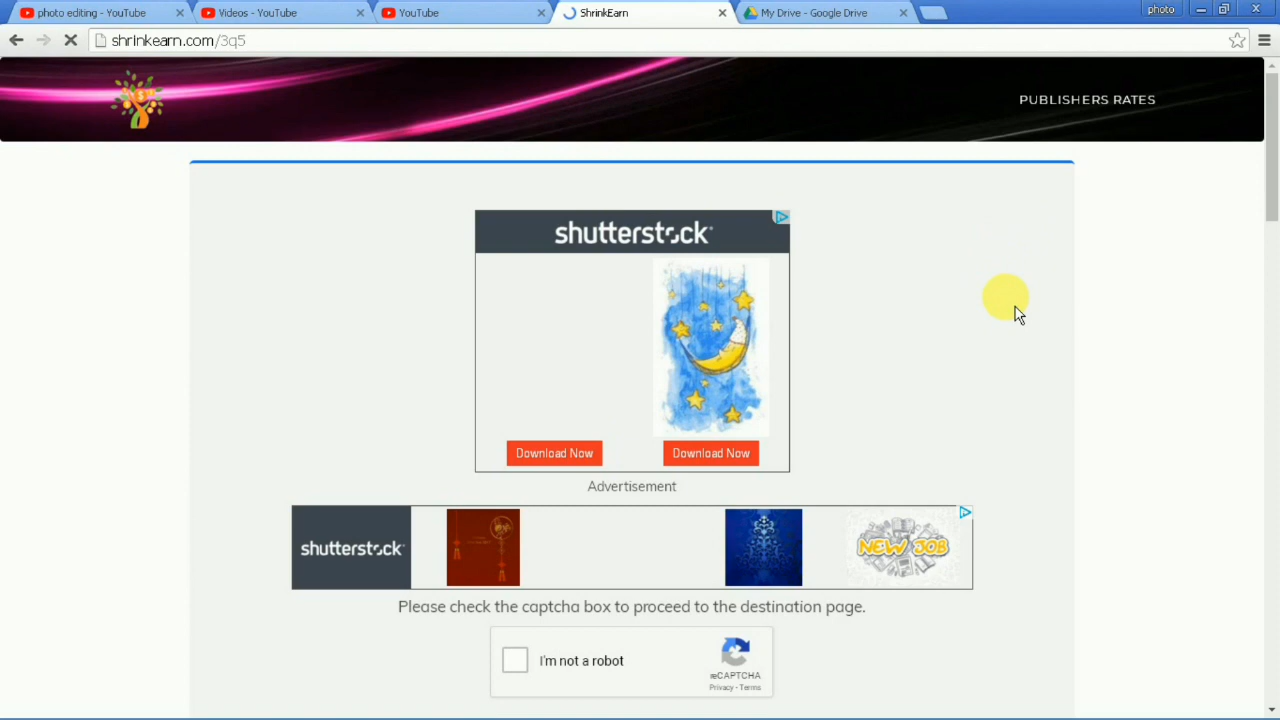 photo editing - YouTube
Videos - YouTube
YouTube
ShrinkEarn
My Drive - Google Drive
photo
shrinkearn.com/3q5
PUBLISHERS RATES
shutterstock
Download Now
Download Now
Advertisement
shutterstock
NEW JOB
Please check the captcha box to proceed to the destination page.
I'm not a robot
reCAPTCHA
Privacy - Terms